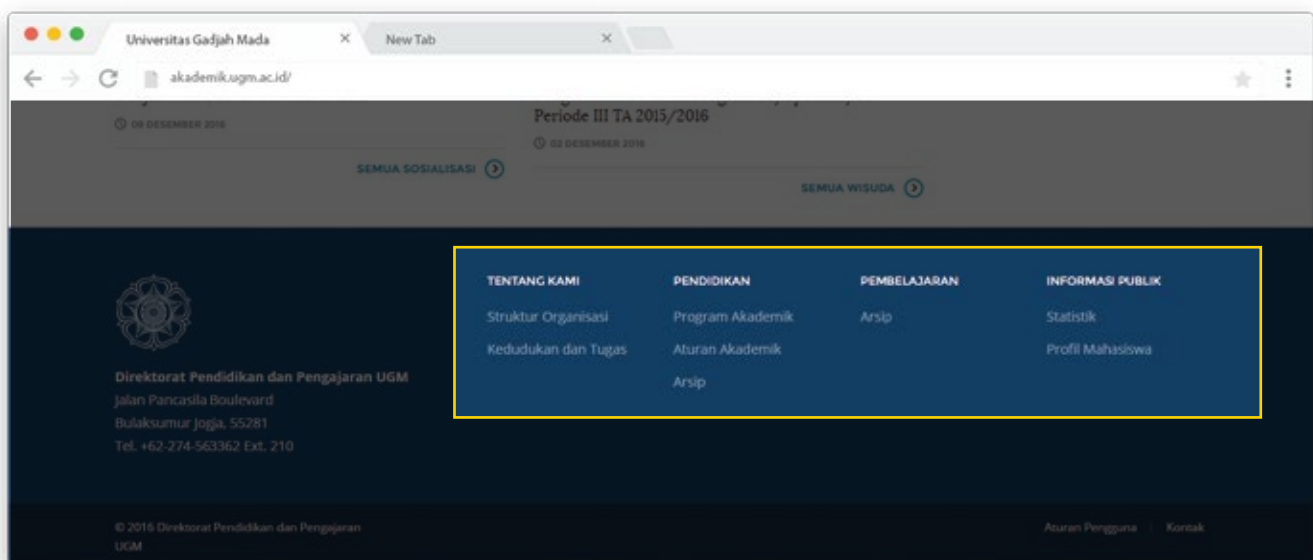 Universitas Gadjah Mada
New Tab
akademik.ugm.ac.id/
08 DESEMBER 2016
SEMUA SOSIALISASI
Periode III TA 2015/2016
02 DESEMBER 2016
SEMUA WISUDA
Direktorat Pendidikan dan Pengajaran UGM
Jalan Pancasila Boulevard
Bulaksumur Jogja, 55281
Tel. +62-274-563362 Ext. 210
TENTANG KAMI
Struktur Organisasi
Kedudukan dan Tugas
PENDIDIKAN
Program Akademik
Aturan Akademik
Arsip
PEMBELAJARAN
Arsip
INFORMASI PUBLIK
Statistik
Profil Mahasiswa
© 2016 Direktorat Pendidikan dan Pengajaran
UGM
Aturan Pengguna | Kontak